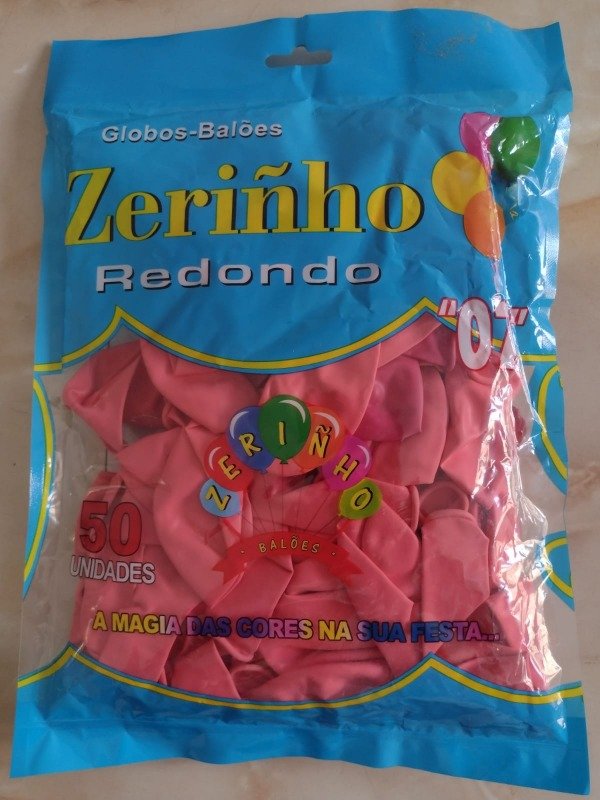 Globos-Balões
Zeriñho
Redondo
"0"
ZERIÑHO
· BALÕES ·
50
UNIDADES
A MAGIA DAS CORES NA SUA FESTA...